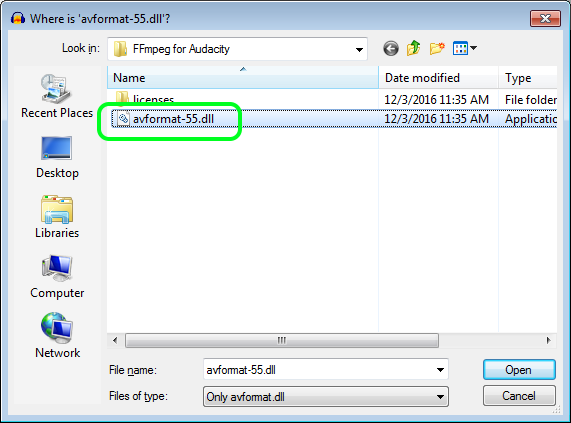 Where is 'avformat-55.dll'?
Look in: FFmpeg for Audacity
Name Date modified Type
licenses 12/3/2016 11:35 AM File folder
avformat-55.dll 12/3/2016 11:35 AM Applicatio
Recent Places
Desktop
Libraries
Computer
Network
File name: avformat-55.dll Open
Files of type: Only avformat.dll Cancel